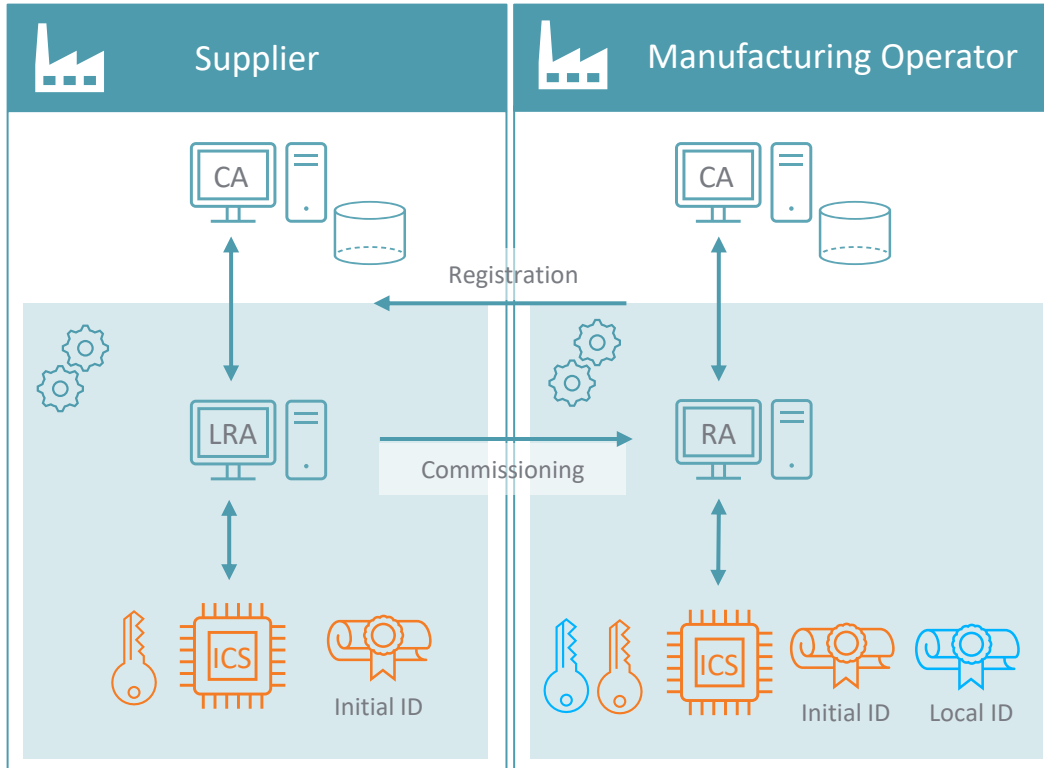 Supplier
Manufacturing Operator
CA
CA
Registration
LRA
RA
Commissioning
ICS
ICS
Initial ID
Initial ID
Local ID